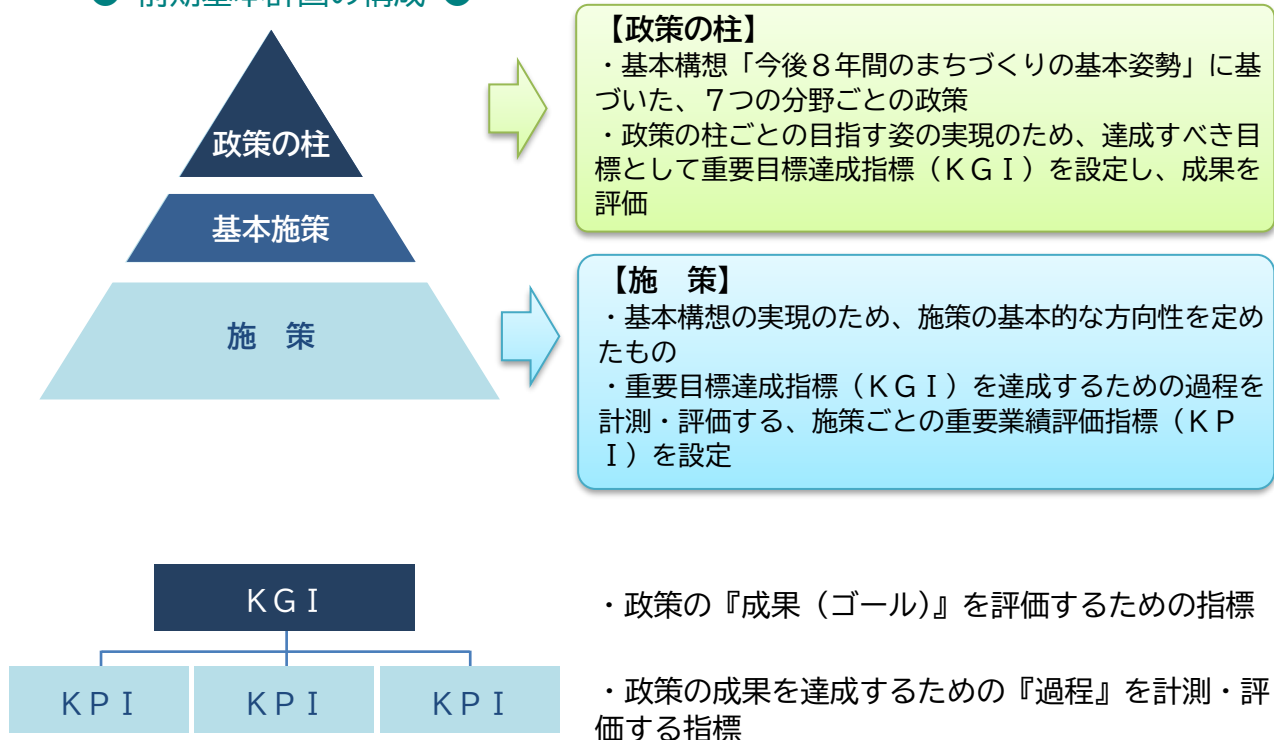 ● 前期基本計画の構成 ●
政策の柱
基本施策
施　策
【政策の柱】
・基本構想「今後８年間のまちづくりの基本姿勢」に基
づいた、７つの分野ごとの政策
・政策の柱ごとの目指す姿の実現のため、達成すべき目
標として重要目標達成指標（ＫＧＩ）を設定し、成果を
評価
【施　策】
・基本構想の実現のため、施策の基本的な方向性を定め
たもの
・重要目標達成指標（ＫＧＩ）を達成するための過程を
計測・評価する、施策ごとの重要業績評価指標（ＫＰ
Ｉ）を設定
ＫＧＩ
・政策の『成果（ゴール）』を評価するための指標
ＫＰＩ
ＫＰＩ
ＫＰＩ
・政策の成果を達成するための『過程』を計測・評
価する指標